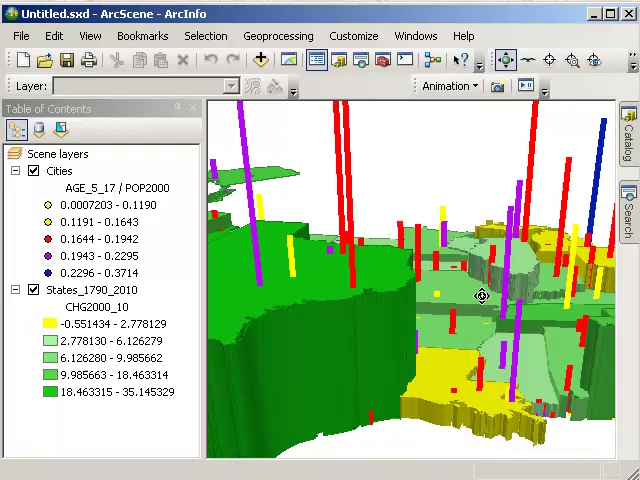 Untitled.sxd - ArcScene - ArcInfo
File Edit View Bookmarks Selection Geoprocessing Customize Windows Help
Layer:
Animation
Table of Contents
Scene layers
Cities
AGE_5_17 / POP2000
0.0007203 - 0.1190
0.1191 - 0.1643
0.1644 - 0.1942
0.1943 - 0.2295
0.2296 - 0.3714
States_1790_2010
CHG2000_10
-0.551434 - 2.778129
2.778130 - 6.126279
6.126280 - 9.985662
9.985663 - 18.463314
18.463315 - 35.145329
Catalog
Search